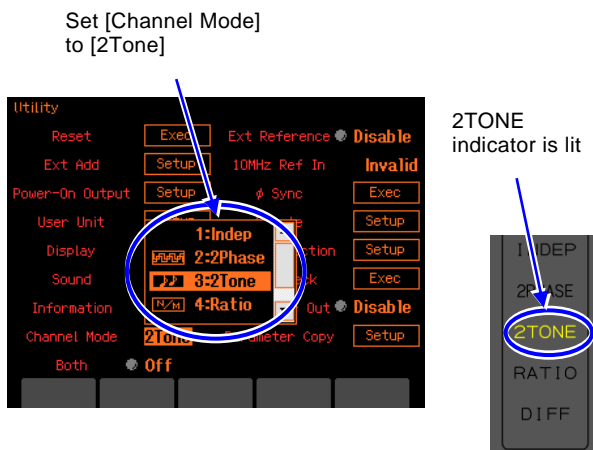 Set [Channel Mode]
to [2Tone]
Utility
Reset Exec Ext Reference Disable
Ext Add Setup 10MHz Ref In Invalid
Power-On Output Setup ϕ Sync Exec
User Unit Setup
Display Setup
Sound Exec
Information Out Disable
Channel Mode 2Tone Parameter Copy Setup
Both Off
1:Indep
2:2Phase
3:2Tone
N/M 4:Ratio
2TONE
indicator is lit
INDEP
2PHASE
2TONE
RATIO
DIFF